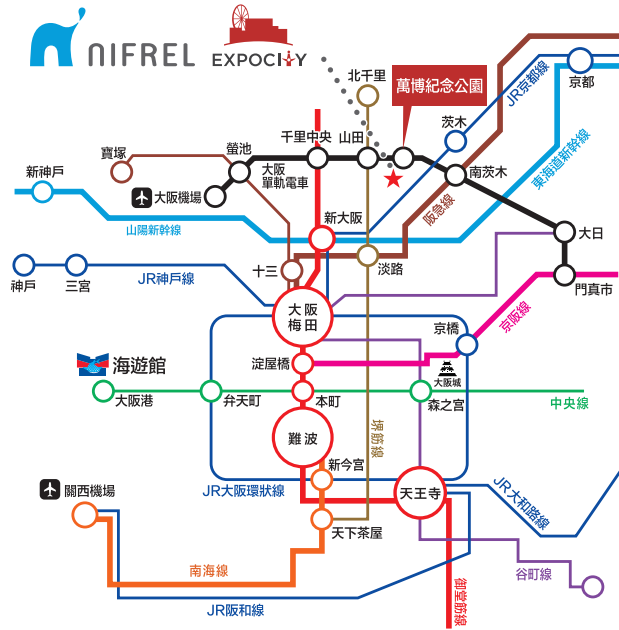 NIFREL
EXPOCITY
北千里
萬博紀念公園
JR京都線
京都
茨木
千里中央
山田
螢池
寶塚
大阪
單軌電車
南茨木
東海道新幹線
新神戶
大阪機場
阪急線
新大阪
山陽新幹線
大日
淡路
十三
JR神戶線
神戶
三宮
門真市
大阪
梅田
京阪線
京橋
淀屋橋
海遊館
大阪城
大阪港
弁天町
本町
森之宮
中央線
堺筋線
難波
新今宮
關西機場
JR大阪環狀線
天王寺
JR大和路線
天下茶屋
南海線
谷町線
御堂筋線
JR阪和線